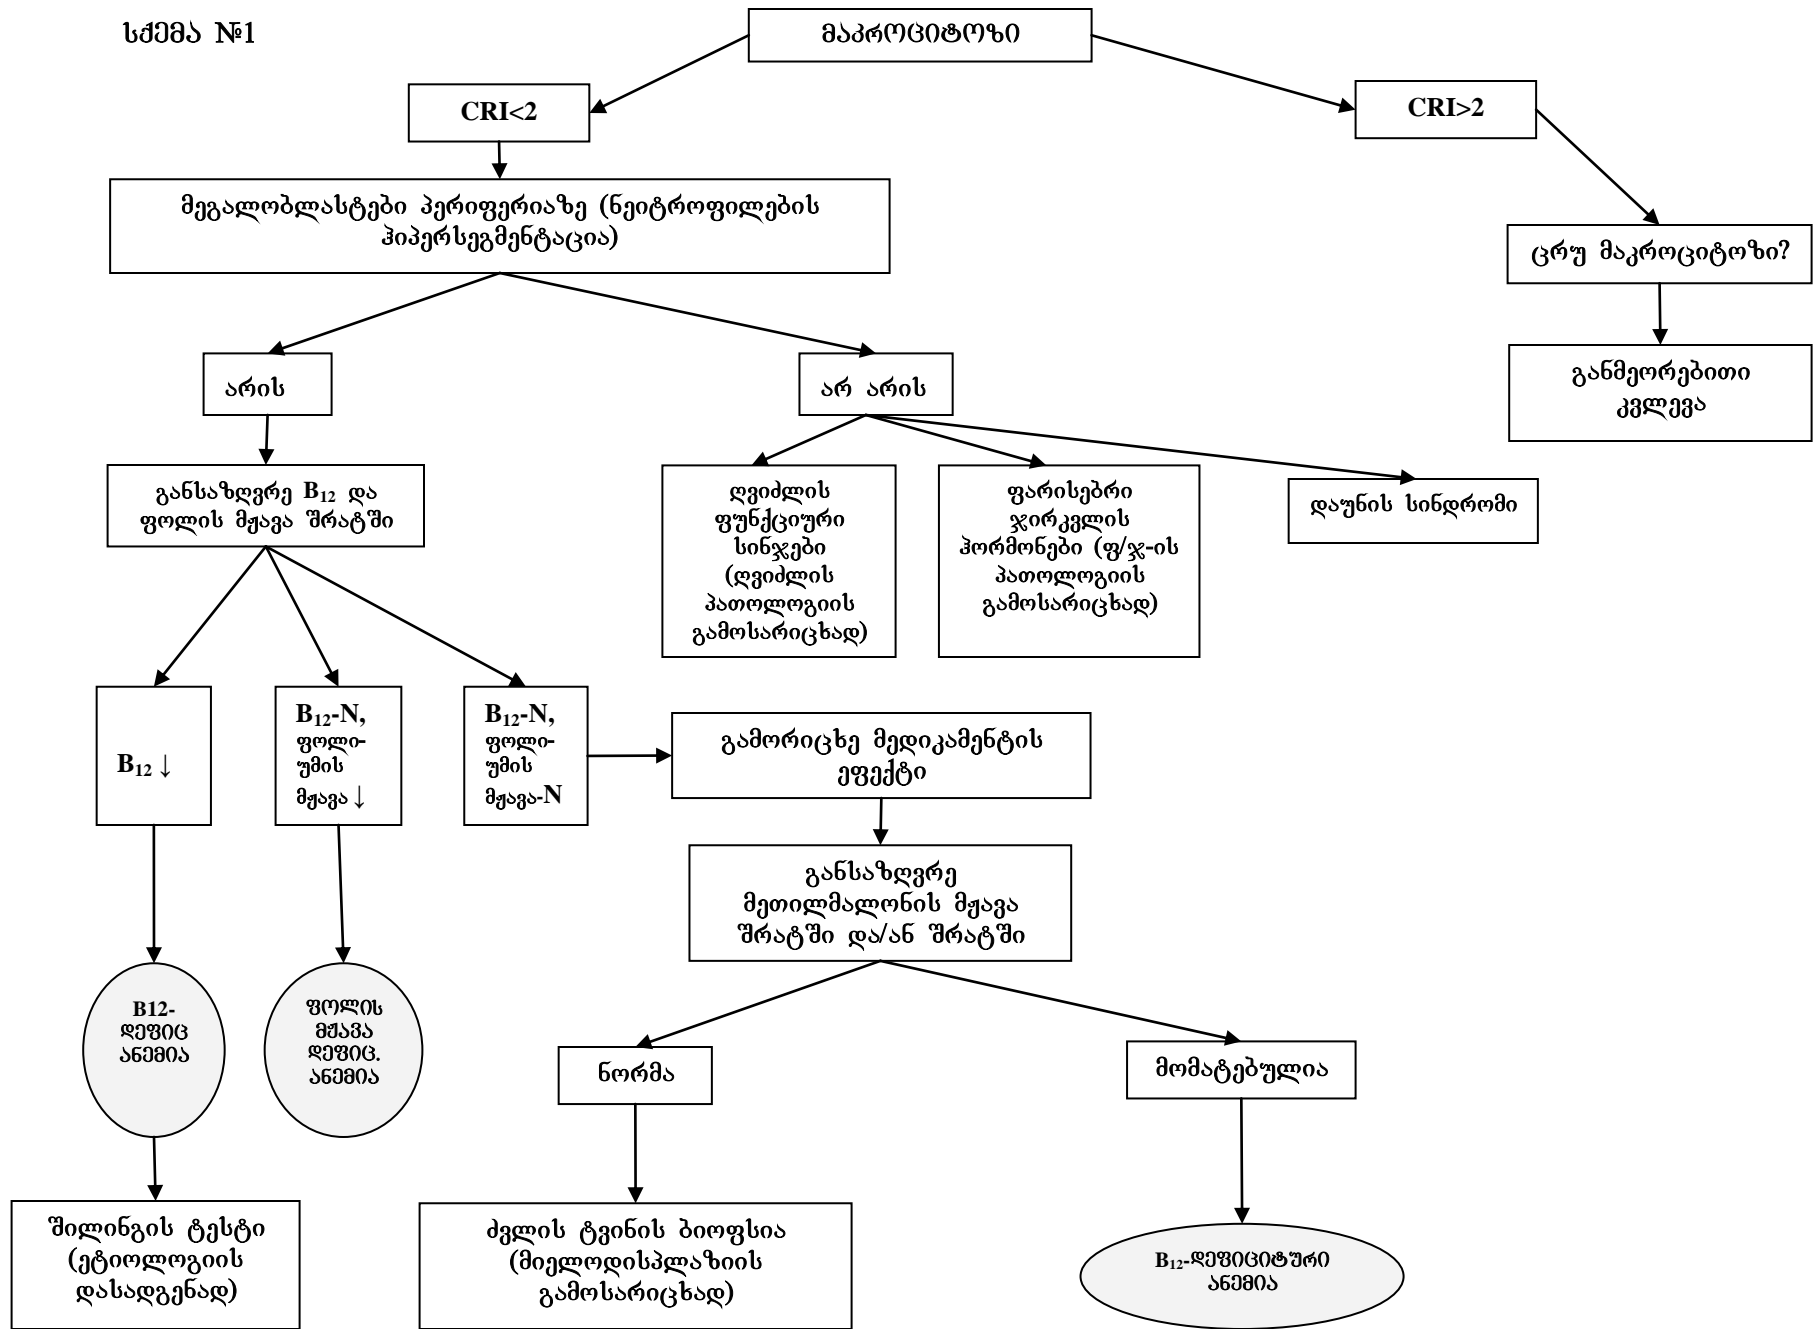 სქემა №1
მაკროციტოზი
CRI<2
CRI>2
მეგალობლასტები პერიფერიაზე (ნეიტროფილების
ჰიპერსეგმენტაცია)
ცრუ მაკროციტოზი?
განმეორებითი
კვლევა
არის
არ არის
განსაზღვრე B₁₂ და
ფოლის მჟავა შრატში
ღვიძლის
ფუნქციური
სინჯები
(ღვიძლის
პათოლოგიის
გამოსარიცხად)
ფარისებრი
ჯირკვლის
ჰორმონები (ფ/ჯ-ის
პათოლოგიის
გამოსარიცხად)
დაუნის სინდრომი
B₁₂ ↓
B₁₂-N,
ფოლი-
უმის
მჟავა ↓
B₁₂-N,
ფოლი-
უმის
მჟავა-N
გამორიცხე მედიკამენტის
ეფექტი
განსაზღვრე
მეთილმალონის მჟავა
შრატში და/ან შრატში
B12-
დეფიც
ანემია
ფოლის
მჟავა
დეფიც.
ანემია
ნორმა
მომატებულია
შილინგის ტესტი
(ეტიოლოგიის
დასადგენად)
ძვლის ტვინის ბიოფსია
(მიელოდისპლაზიის
გამოსარიცხად)
B₁₂-დეფიციტური
ანემია